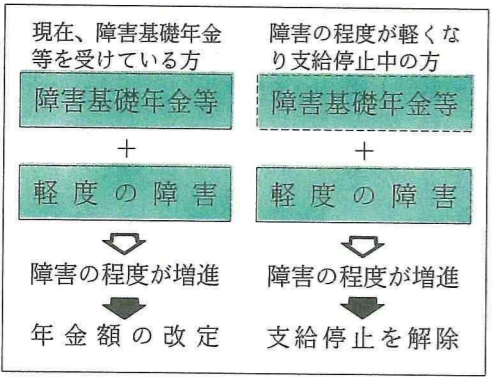 現在、障害基礎年金
等を受けている方
障害基礎年金等
+
軽度の障害
障害の程度が増進
年金額の改定
障害の程度が軽くな
り支給停止中の方
障害基礎年金等
+
軽度の障害
障害の程度が増進
支給停止を解除